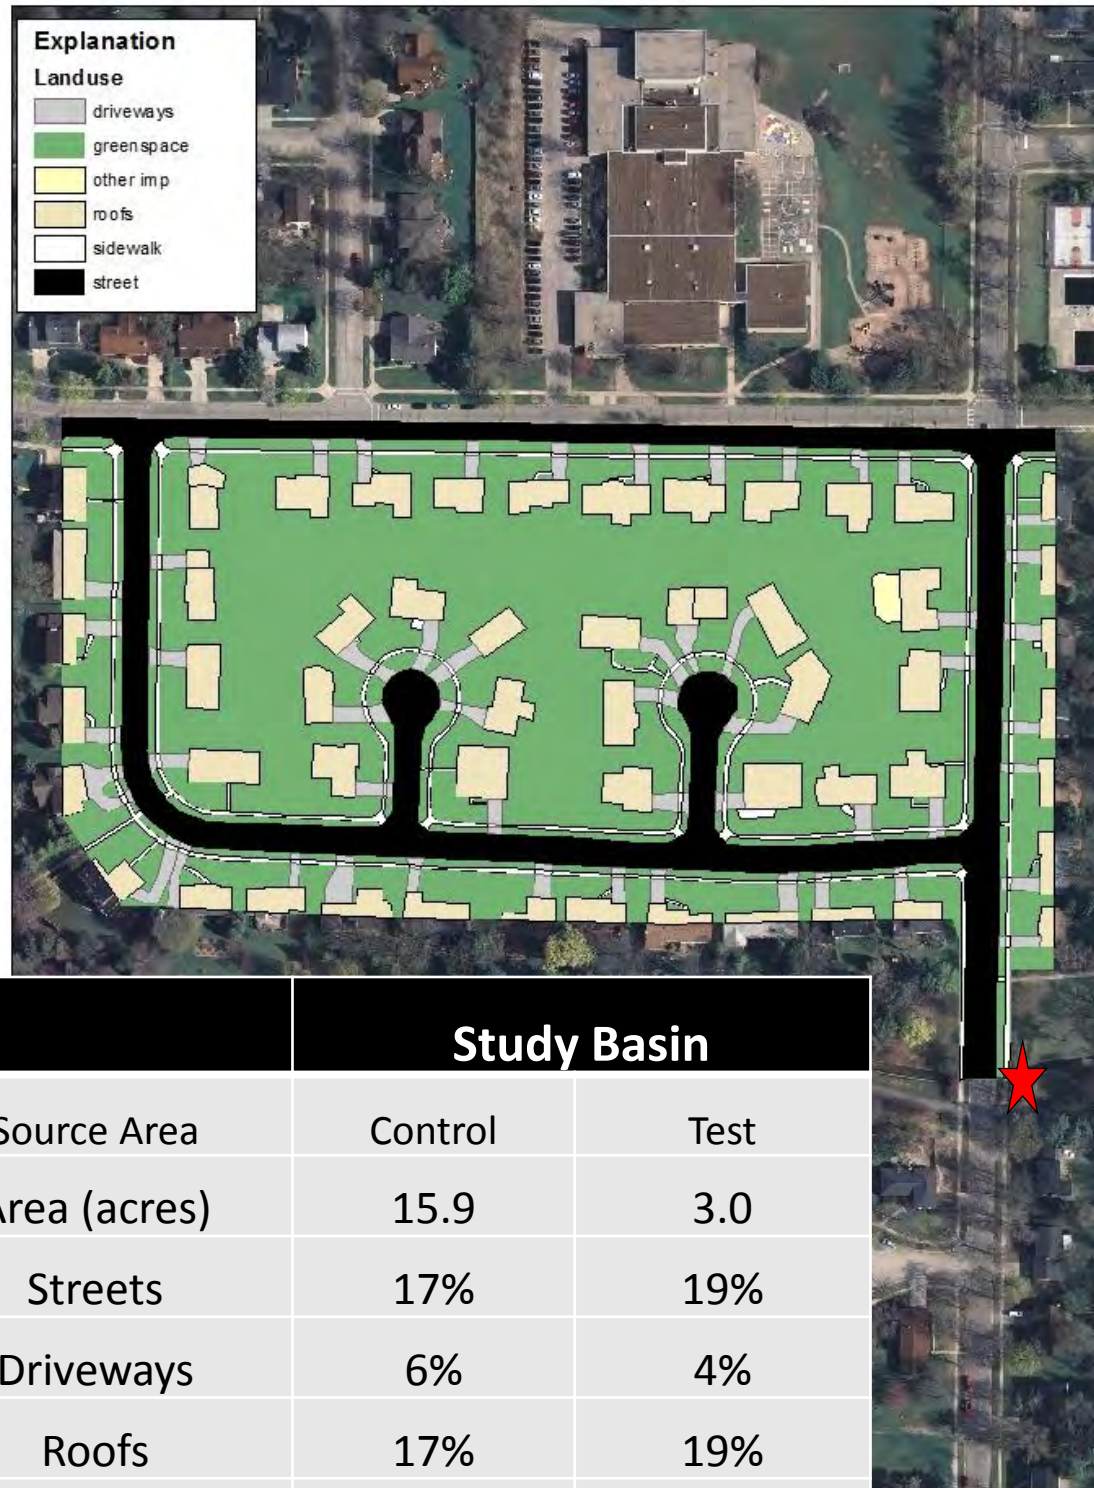 Explanation
Landuse
driveways
greenspace
other imp
roofs
sidewalk
street
Study Basin
Source Area Control Test
Area (acres) 15.9 3.0
Streets 17% 19%
Driveways 6% 4%
Roofs 17% 19%